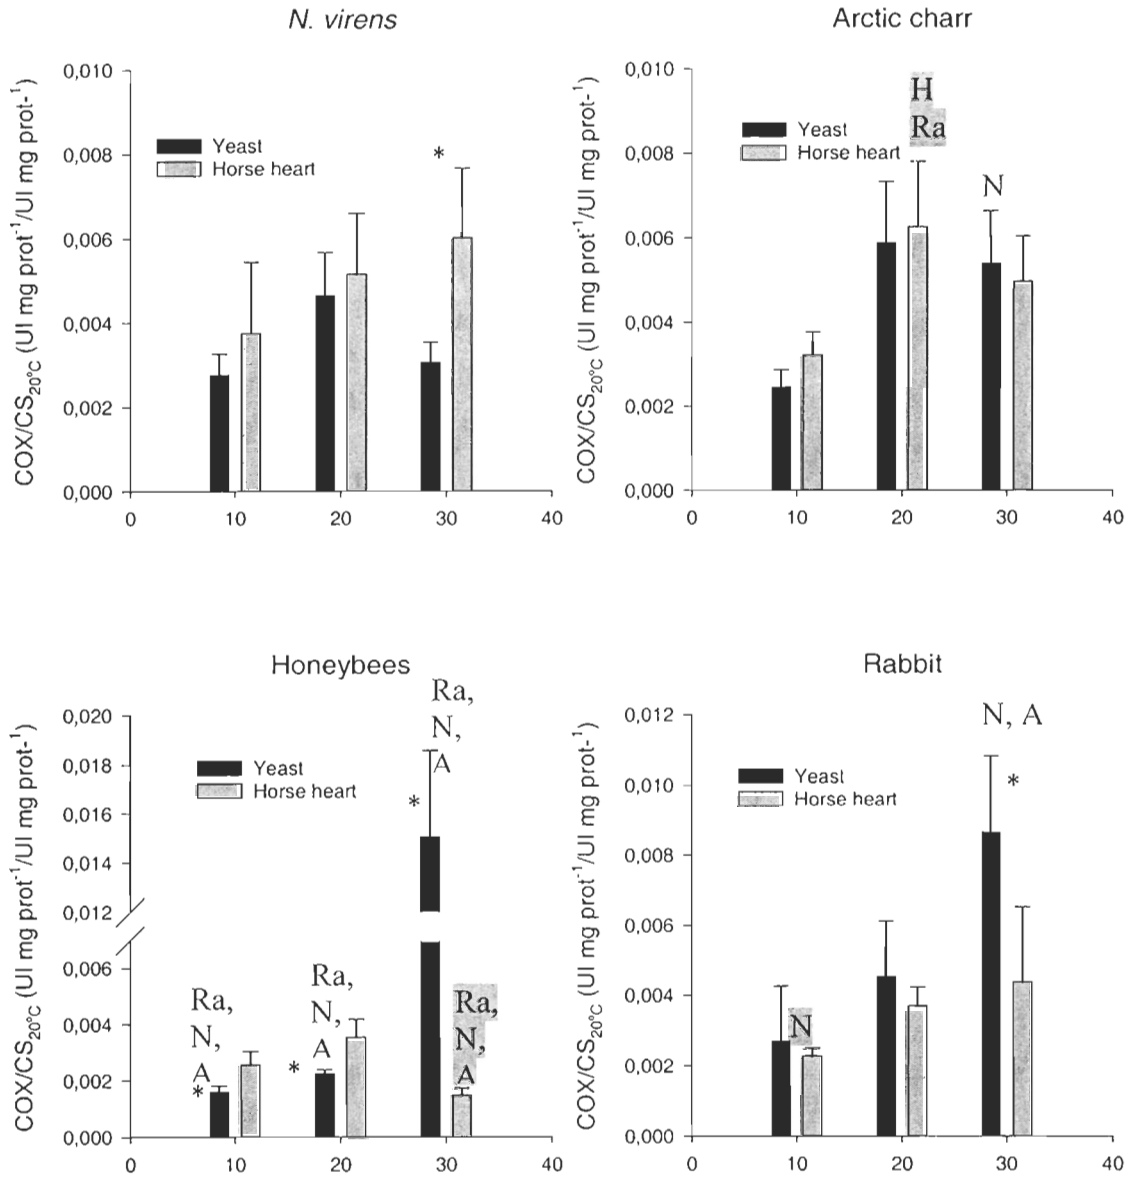 N. virens
COX/CS20°C (UI mg prot-1/UI mg prot-1)
0,010
0,008
0,006
0,004
0,002
0,000
Yeast
Horse heart
*
0 10 20 30 40
Arctic charr
COX/CS20°C (UI mg prot-1/UI mg prot-1)
0,010
0,008
0,006
0,004
0,002
0,000
Yeast
Horse heart
H
Ra
N
0 10 20 30 40
Honeybees
COX/CS20°C (UI mg prot-1/UI mg prot-1)
0,020
0,018
0,016
0,014
0,012
0,006
0,004
0,002
0,000
Yeast
Horse heart
Ra,
N,
A
*
Ra,
N,
A
*
Ra,
N,
A
*
Ra,
N,
A
0 10 20 30 40
Rabbit
COX/CS20°C (UI mg prot-1/UI mg prot-1)
0,012
0,010
0,008
0,006
0,004
0,002
0,000
Yeast
Horse heart
N
N, A
*
0 10 20 30 40